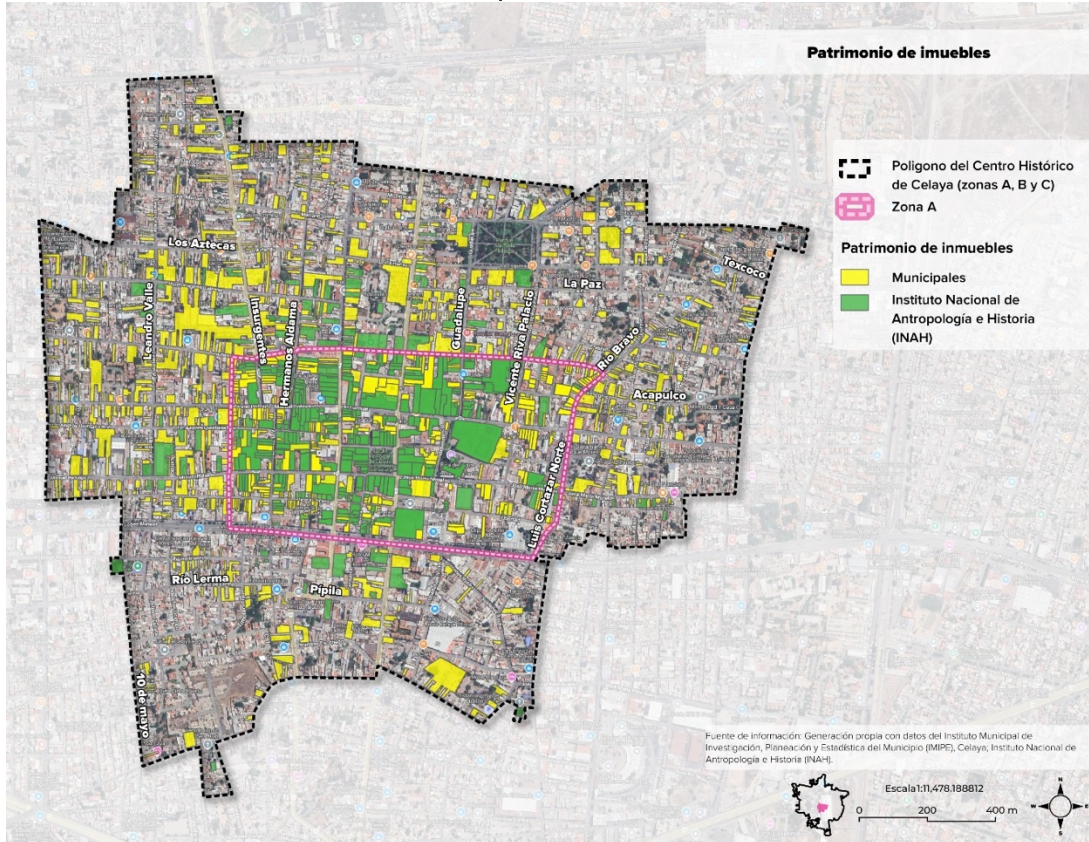 Patrimonio de imuebles
Poligono del Centro Histórico
de Celaya (zonas A, B y C)
Zona A
Patrimonio de inmuebles
Municipales
Instituto Nacional de
Antropología e Historia
(INAH)
Los Aztecas
Leandro Valle
Insurgentes
Hermanos Aldama
Guadalupe
Vicente Riva Palacio
La Paz
Texcoco
Rio Bravo
Acapulco
Luis Cortazar Norte
Rio Lerma
Pípila
10 de mayo
Fuente de información: Generación propia con datos del Instituto Municipal de
Investigación, Planeación y Estadística del Municipio (IMIPE), Celaya; Instituto Nacional de
Antropología e Historia (INAH).
Escala1:11,478.188812
0 200 400 m
N
W E
S